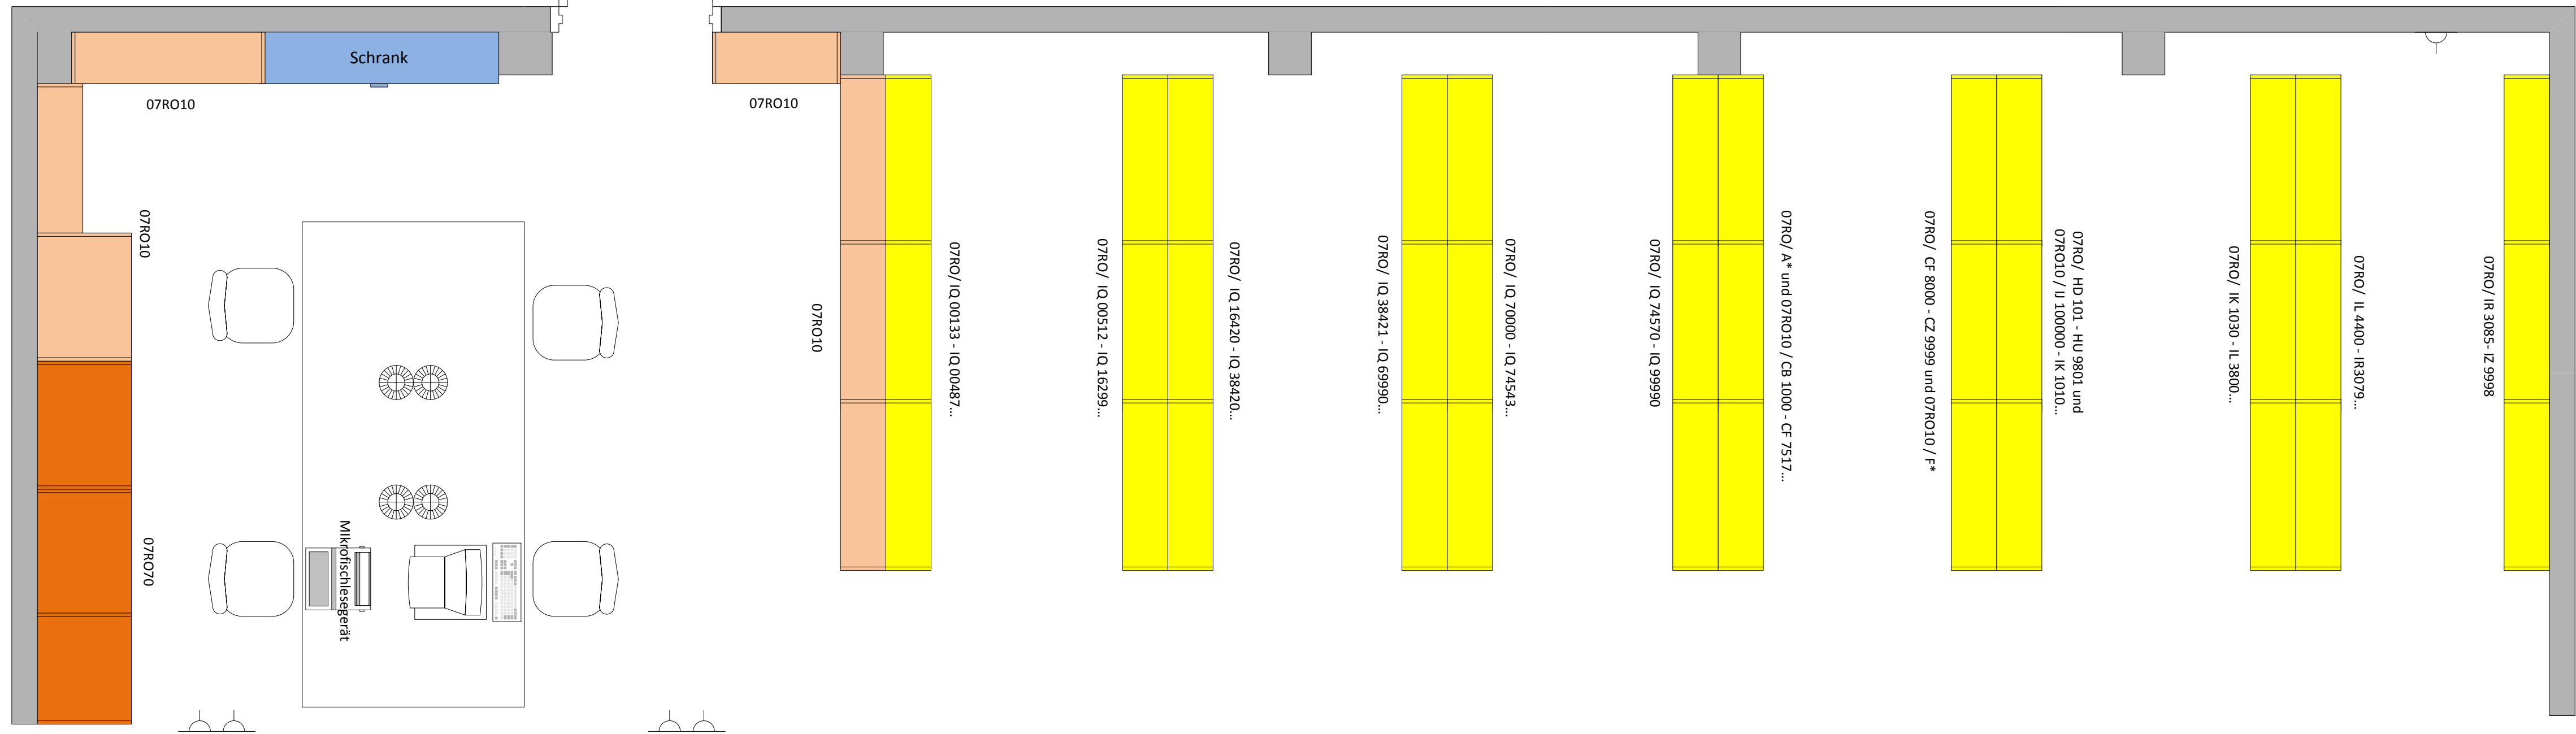 Schrank
07RO10
07RO10
07RO10
07RO70
MIkrofischlesegerät
07RO10
07RO/ IQ 00133 - IQ 00487...
07RO/  IQ 00512 - IQ 16299...
07RO/  IQ 16420 - IQ 38420...
07RO/  IQ 38421 - IQ 69990...
07RO/  IQ 70000 - IQ 74543...
07RO/  IQ 74570 - IQ 99990
07RO/ A* und 07RO10 / CB 1000 - CF 7517...
07RO/  CF 8000 - CZ 9999 und 07RO10 / F*
07RO/  HD 101 - HU 9801 und
07RO10 / IJ 100000 - IK 1010...
07RO/  IK 1030 - IL 3800...
07RO/  IL 4400 - IR3079...
07RO/ IR 3085- IZ 9998